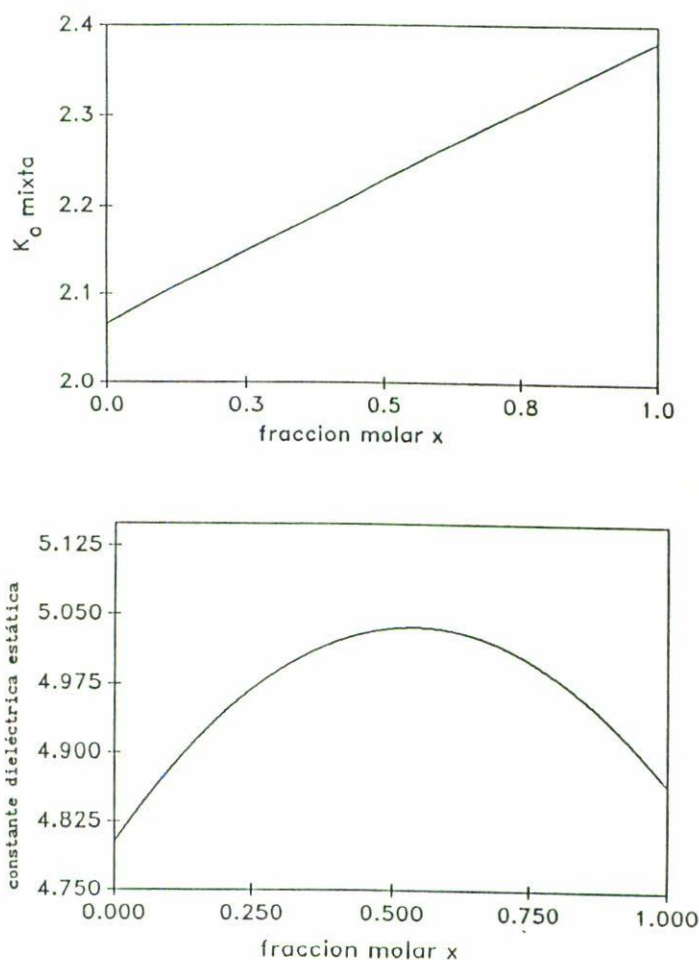 2.4
2.3
2.2
2.1
2.0
K₀ mixta
0.0 0.3 0.5 0.8 1.0
fraccion molar x
5.125
5.050
4.975
4.900
4.825
4.750
constante dieléctrica estática
0.000 0.250 0.500 0.750 1.000
fraccion molar x